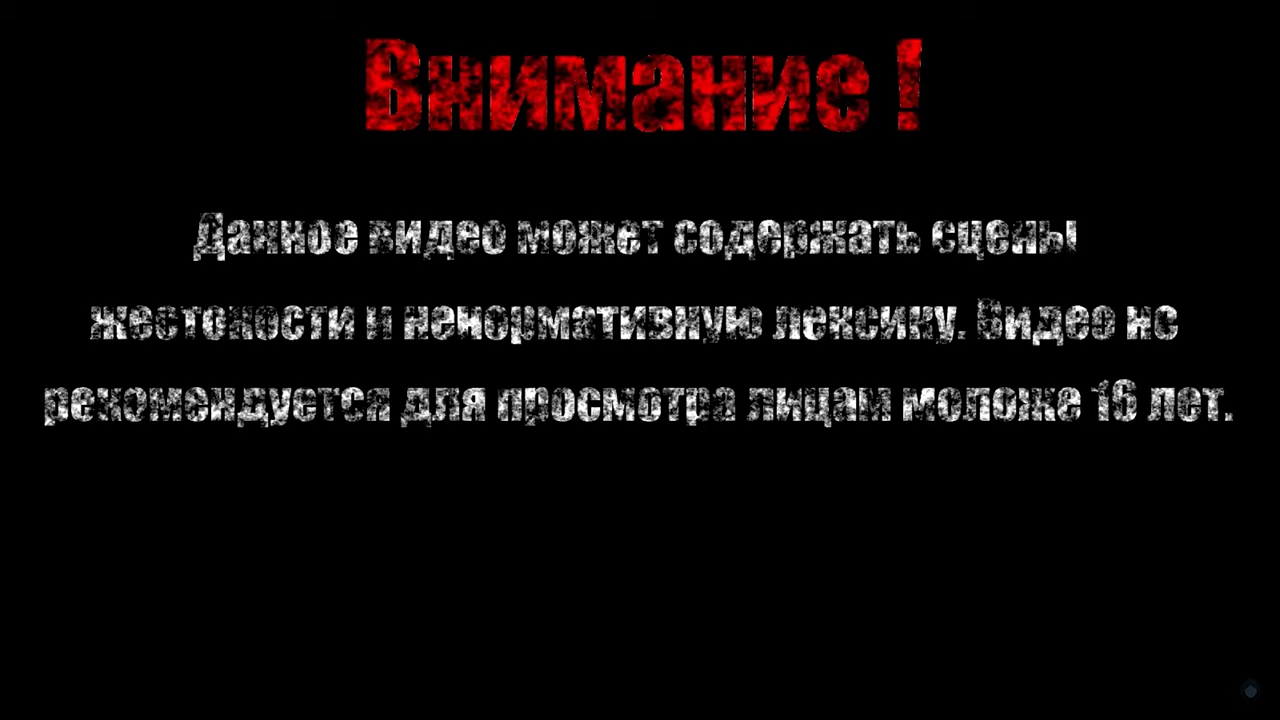 Внимание !
Данное видео может содержать сцены
жестокости и ненормативную лексику. Видео не
рекомендуется для просмотра лицам моложе 16 лет.